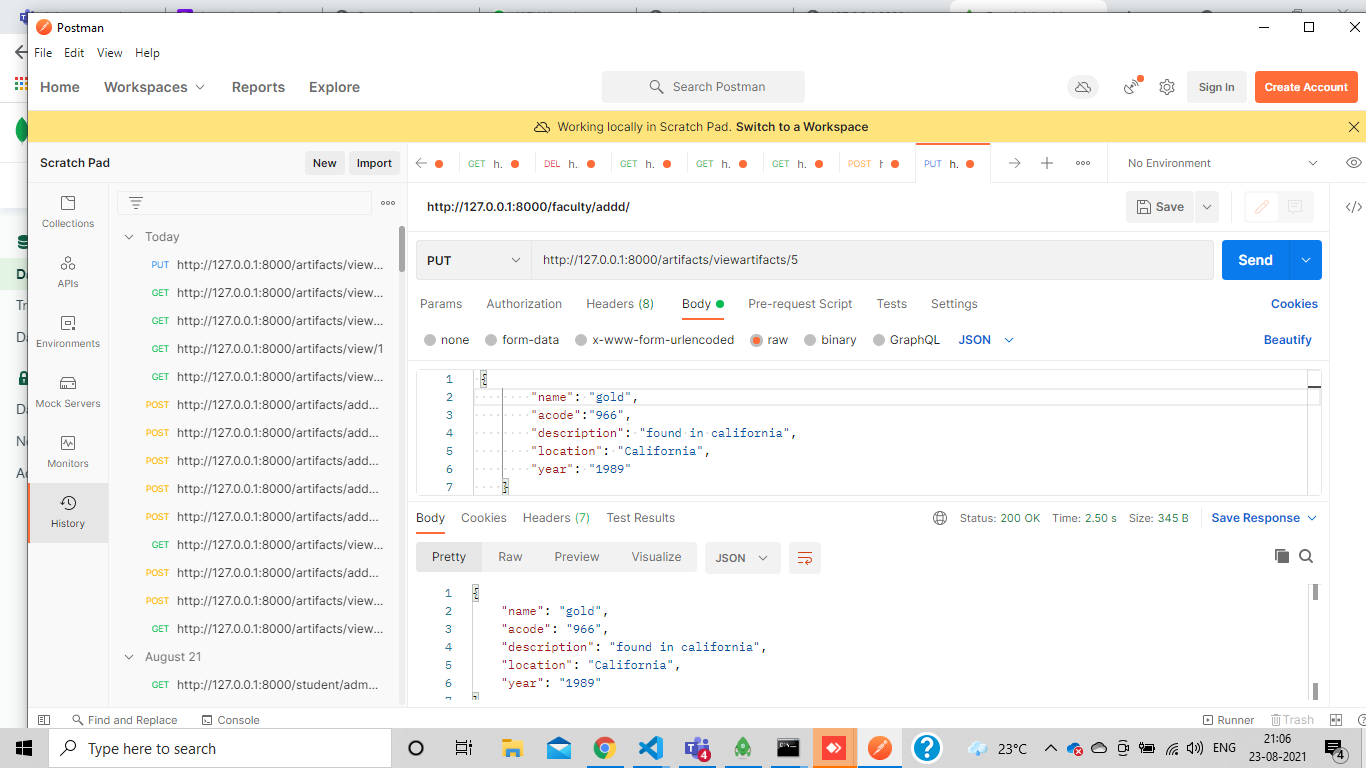 Postman
File Edit View Help
Home Workspaces Reports Explore Search Postman Sign In Create Account
Working locally in Scratch Pad. Switch to a Workspace
Scratch Pad New Import
GET h. DEL h. GET h. GET h. GET h. POST PUT h. No Environment
Collections
APIs
Environments
Mock Servers
Monitors
History
Today
PUT http://127.0.0.1:8000/artifacts/view...
GET http://127.0.0.1:8000/artifacts/view...
GET http://127.0.0.1:8000/artifacts/view...
GET http://127.0.0.1:8000/artifacts/view/1
GET http://127.0.0.1:8000/artifacts/view...
POST http://127.0.0.1:8000/artifacts/add...
POST http://127.0.0.1:8000/artifacts/add...
POST http://127.0.0.1:8000/artifacts/add...
POST http://127.0.0.1:8000/artifacts/add...
POST http://127.0.0.1:8000/artifacts/add...
GET http://127.0.0.1:8000/artifacts/view...
POST http://127.0.0.1:8000/artifacts/add...
POST http://127.0.0.1:8000/artifacts/view...
GET http://127.0.0.1:8000/artifacts/view...
August 21
GET http://127.0.0.1:8000/student/adm...
http://127.0.0.1:8000/faculty/addd/ Save </>
PUT http://127.0.0.1:8000/artifacts/viewartifacts/5 Send
Params Authorization Headers (8) Body Pre-request Script Tests Settings Cookies
none form-data x-www-form-urlencoded raw binary GraphQL JSON Beautify
1 {
2 "name": "gold",
3 "acode":"966",
4 "description": "found in california",
5 "location": "California",
6 "year": "1989"
7 }
Body Cookies Headers (7) Test Results Status: 200 OK Time: 2.50 s Size: 345 B Save Response
Pretty Raw Preview Visualize JSON
1 {
2 "name": "gold",
3 "acode": "966",
4 "description": "found in california",
5 "location": "California",
6 "year": "1989"
Find and Replace Console Runner Trash
Type here to search 4 23°C ENG 21:06
23-08-2021 4